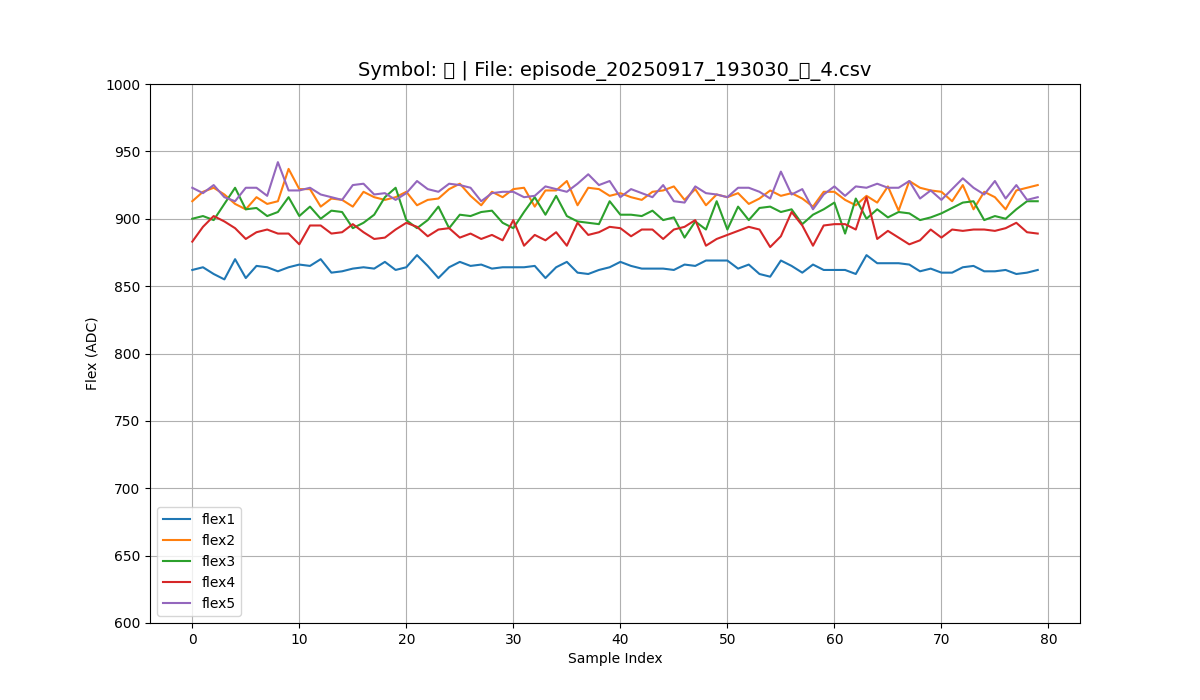 Symbol: | File: episode_20250917_193030_ _4.csv
1000
950
900
850
800
750
700
650
600
Flex (ADC)
flex1
flex2
flex3
flex4
flex5
0 10 20 30 40 50 60 70 80
Sample Index